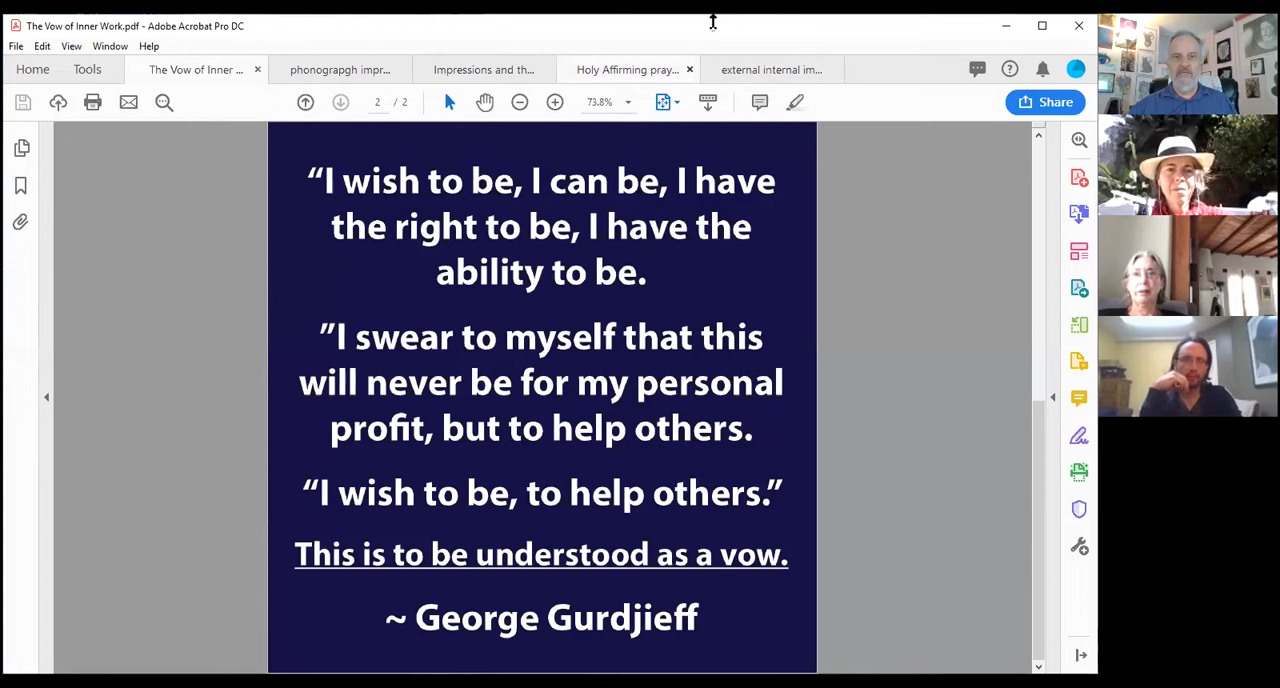 The Vow of Inner Work.pdf - Adobe Acrobat Pro DC
File Edit View Window Help
Home Tools The Vow of Inner ... phonograpgh impr... Impressions and th... Holy Affirming pray... external internal im...
2 / 2 73.8% Share
“I wish to be, I can be, I have
the right to be, I have the
ability to be.
”I swear to myself that this
will never be for my personal
profit, but to help others.
“I wish to be, to help others.”
This is to be understood as a vow.
~ George Gurdjieff